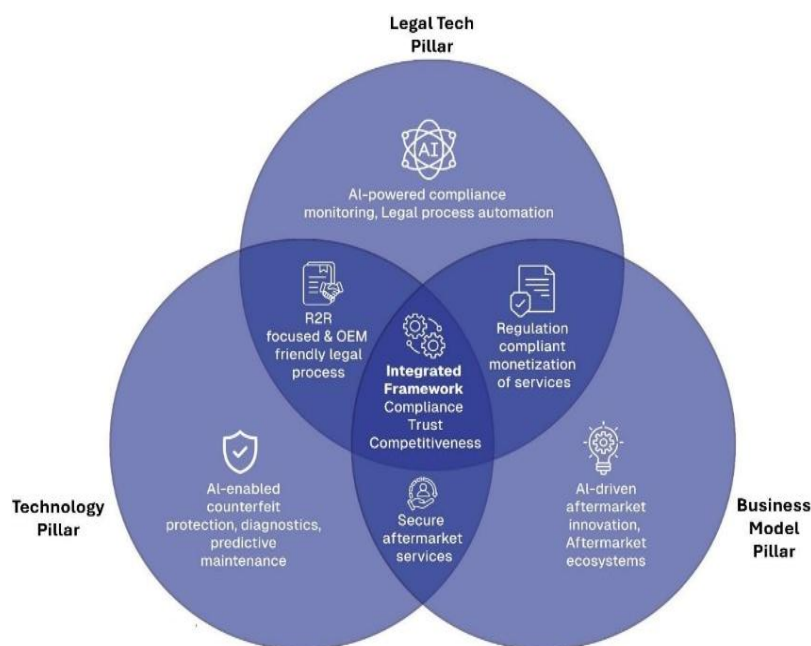 Legal Tech
Pillar
AI
AI-powered compliance
monitoring, Legal process automation
R2R
focused & OEM
friendly legal
process
Integrated
Framework
Compliance
Trust
Competitiveness
Regulation
compliant
monetization
of services
Technology
Pillar
AI-enabled
counterfeit
protection, diagnostics,
predictive
maintenance
Secure
aftermarket
services
AI-driven
aftermarket
innovation,
Aftermarket
ecosystems
Business
Model
Pillar